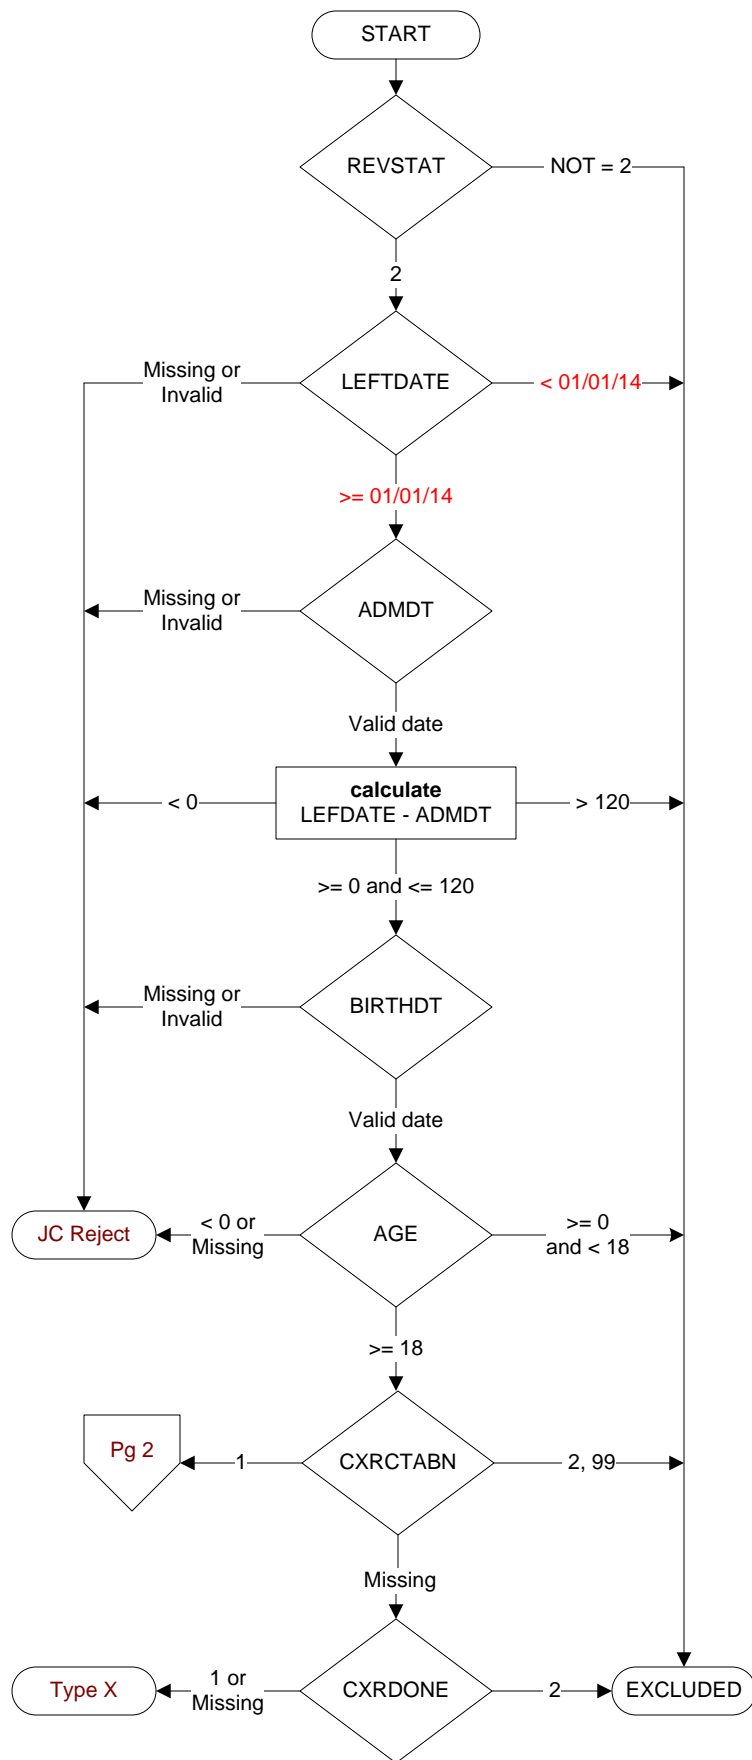 START
REVSTAT
NOT = 2
2
Missing or
Invalid
LEFTDATE
< 01/01/14
>= 01/01/14
Missing or
Invalid
ADMDT
Valid date
< 0
calculate
LEFDATE - ADMDT
> 120
>= 0 and <= 120
Missing or
Invalid
BIRTHDT
Valid date
JC Reject
< 0 or
Missing
AGE
>= 0
and < 18
>= 18
Pg 2
1
CXRCTABN
2, 99
Missing
Type X
1 or
Missing
CXRDONE
2
EXCLUDED